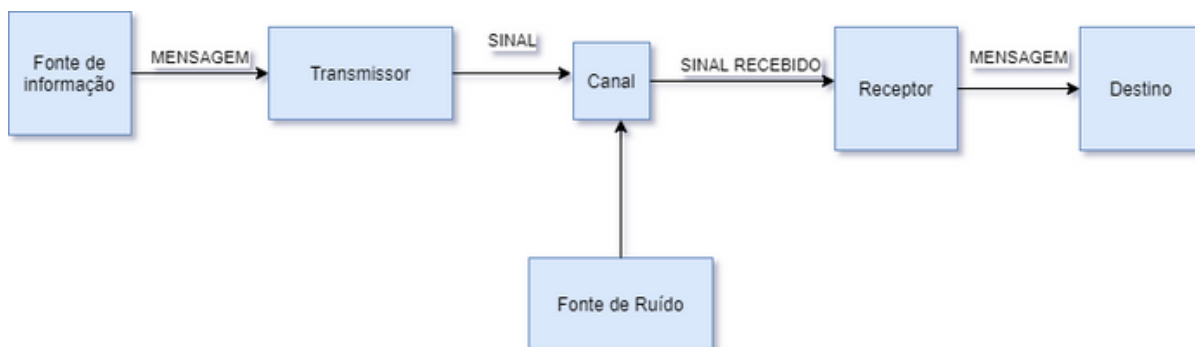 Fonte de
informação
MENSAGEM
Transmissor
SINAL
Canal
SINAL RECEBIDO
Receptor
MENSAGEM
Destino
Fonte de Ruído